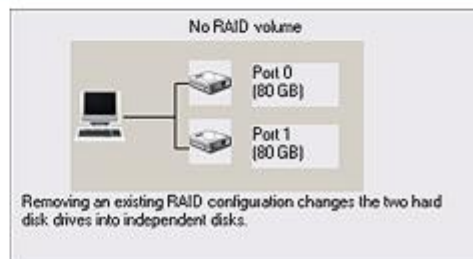 No RAID volume
Port 0
(80 GB)
Port 1
(80 GB)
Removing an existing RAID configuration changes the two hard
disk drives into independent disks.